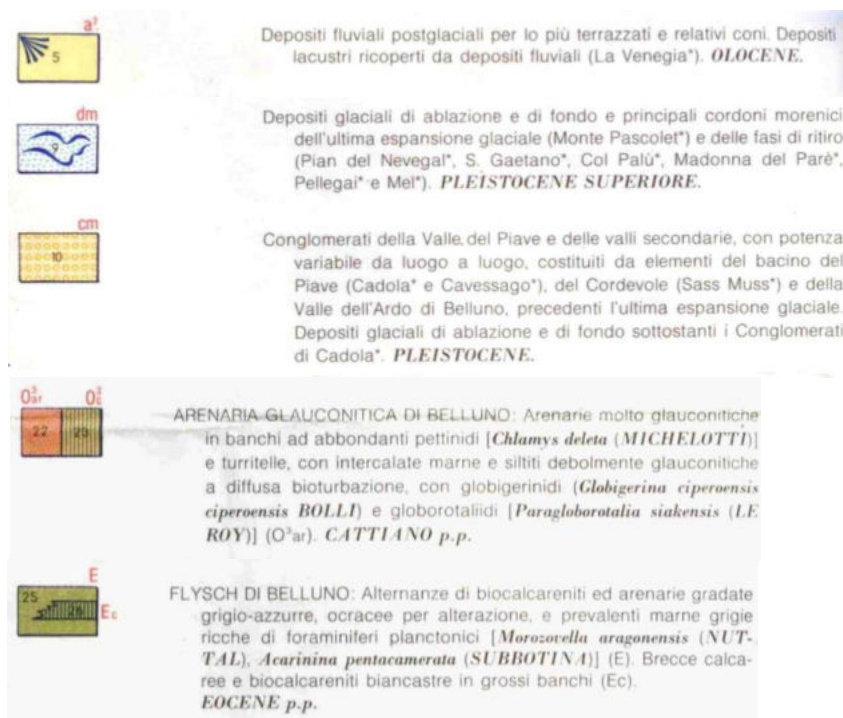 a²
5
Depositi fluviali postglaciali per lo più terrazzati e relativi coni. Depositi
lacustri ricoperti da depositi fluviali (La Venegia*). OLOCENE.
dm
9
Depositi glaciali di ablazione e di fondo e principali cordoni morenici
dell'ultima espansione glaciale (Monte Pascolet*) e delle fasi di ritiro
(Pian del Nevegal*, S. Gaetano*, Col Palù*, Madonna del Parè*,
Pellegai* e Mel*). PLEISTOCENE SUPERIORE.
cm
10
Conglomerati della Valle del Piave e delle valli secondarie, con potenza
variabile da luogo a luogo, costituiti da elementi del bacino del
Piave (Cadola* e Cavessago*), del Cordevole (Sass Muss*) e della
Valle dell'Ardo di Belluno, precedenti l'ultima espansione glaciale.
Depositi glaciali di ablazione e di fondo sottostanti i Conglomerati
di Cadola*. PLEISTOCENE.
O³ar O³c
22 23
ARENARIA GLAUCONITICA DI BELLUNO: Arenarie molto glauconitiche
in banchi ad abbondanti pettinidi [Chlamys deleta (MICHELOTTI)]
e turritelle, con intercalate marne e siltiti debolmente glauconitiche
a diffusa bioturbazione, con globigerinidi (Globigerina ciperoensis
ciperoensis BOLLI) e globorotaliidi [Paragloborotalia siakensis (LE
ROY)] (O³ar). CATTIANO p.p.
E
25
26 Ec
FLYSCH DI BELLUNO: Alternanze di biocalcareniti ed arenarie gradate
grigio-azzurre, ocracee per alterazione, e prevalenti marne grigie
ricche di foraminiferi planctonici [Morozovella aragonensis (NUT-
TAL), Acarinina pentacamerata (SUBBOTINA)] (E). Brecce calca-
ree e biocalcareniti biancastre in grossi banchi (Ec).
EOCENE p.p.